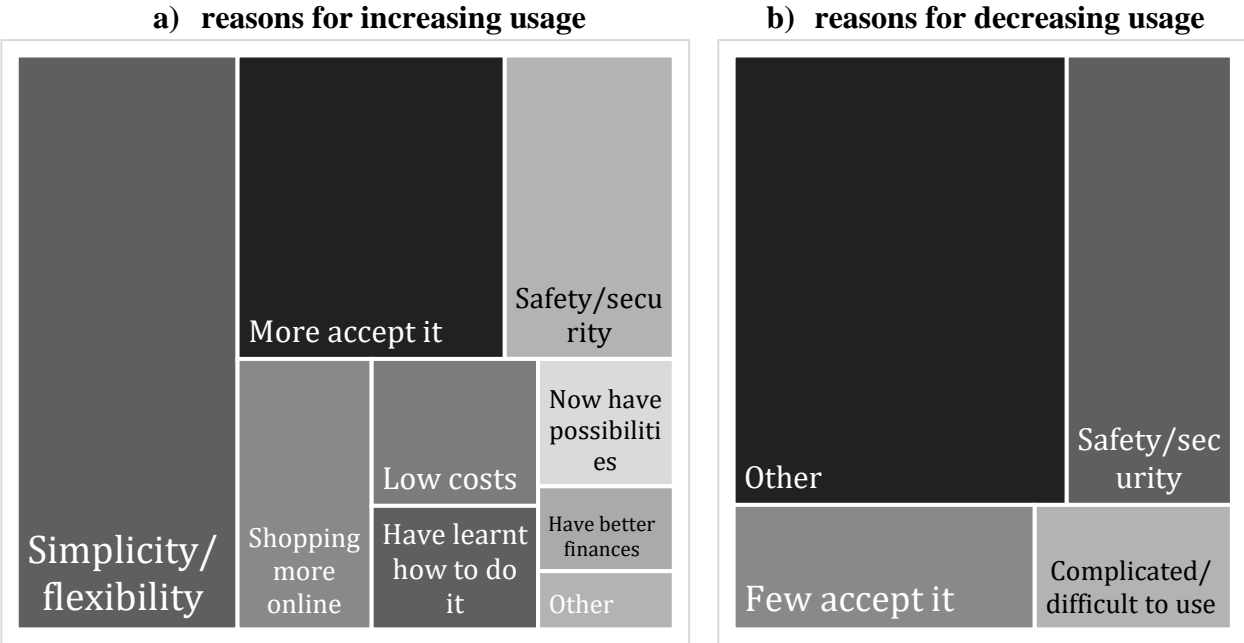 a) reasons for increasing usage
Simplicity/
flexibility
More accept it
Safety/secu
rity
Shopping
more
online
Low costs
Have learnt
how to do
it
Now have
possibiliti
es
Have better
finances
Other
b) reasons for decreasing usage
Other
Safety/sec
urity
Few accept it
Complicated/
difficult to use